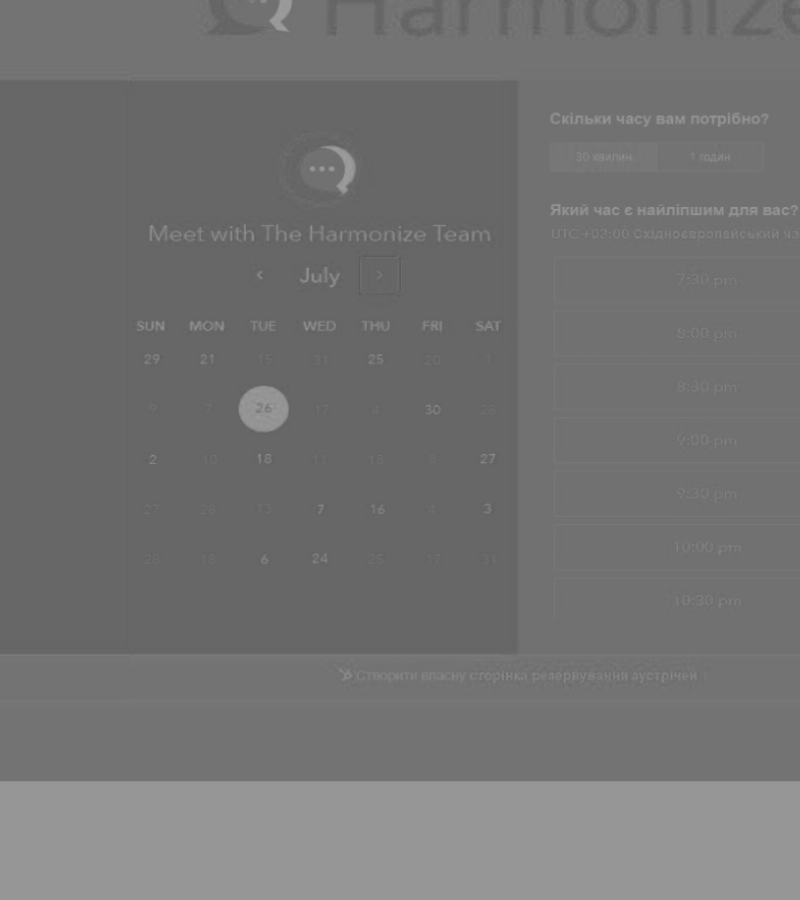 Harmonize
Скільки часу вам потрібно?
30 хвилин 1 годин
Meet with The Harmonize Team
Який час є найліпшим для вас?
UTC +03:00 Східноєвропейський ча
‹ July ›
7:30 pm
SUN MON TUE WED THU FRI SAT
8:00 pm
29 21 15 31 25 20 1
8:30 pm
9 7 26 17 4 30 28
9:00 pm
2 10 18 11 18 8 27
9:30 pm
27 28 13 7 16 4 3
10:00 pm
28 18 6 24 25 17 31
10:30 pm
Створити власну сторінка резервування зустрічей